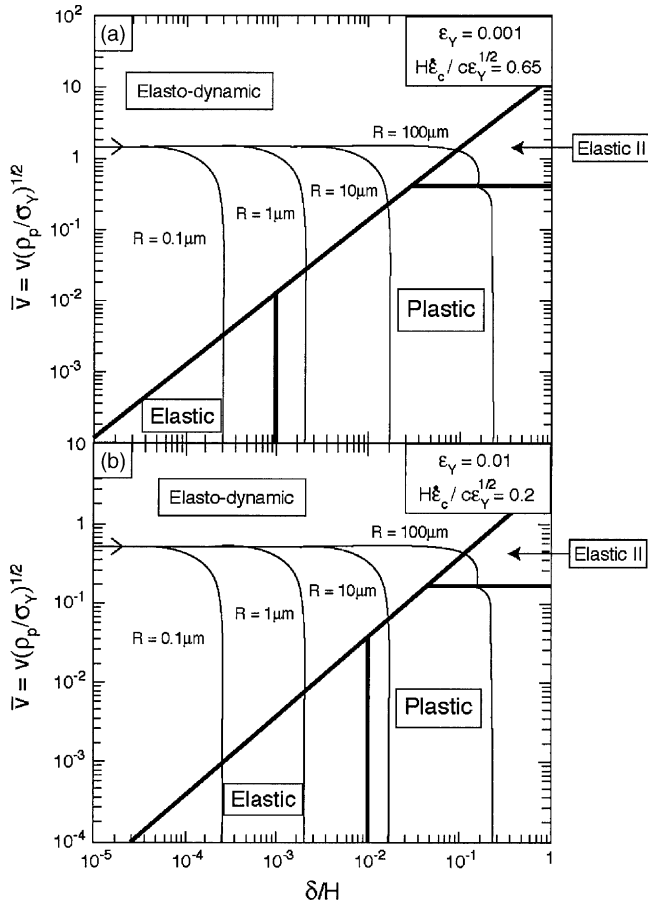 (a)
ε_Y = 0.001
Hε̊_c / cε_Y^1/2 = 0.65
Elasto-dynamic
R = 100μm
Elastic II
R = 10μm
R = 1μm
R = 0.1μm
Plastic
Elastic
10^2
10
1
10^-1
10^-2
10^-3
10
v̅ = v(ρ_p/σ_Y)^1/2
(b)
ε_Y = 0.01
Hε̊_c / cε_Y^1/2 = 0.2
Elasto-dynamic
R = 100μm
Elastic II
R = 10μm
R = 1μm
R = 0.1μm
Plastic
Elastic
1
10^-1
10^-2
10^-3
10^-4
v̅ = v(ρ_p/σ_Y)^1/2
10^-5 10^-4 10^-3 10^-2 10^-1 1
δ/H